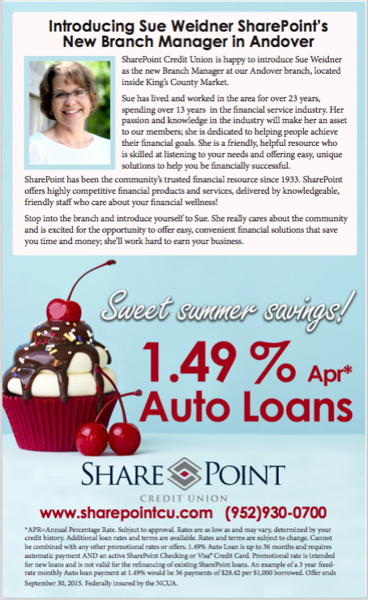 Introducing Sue Weidner SharePoint's
New Branch Manager in Andover
SharePoint Credit Union is happy to introduce Sue Weidner
as the new Branch Manager at our Andover branch, located
inside King's County Market.
Sue has lived and worked in the area for over 23 years,
spending over 13 years in the financial service industry. Her
passion and knowledge in the industry will make her an asset
to our members; she is dedicated to helping people achieve
their financial goals. She is a friendly, helpful resource who
is skilled at listening to your needs and offering easy, unique
solutions to help you be financially successful.
SharePoint has been the community's trusted financial resource since 1933. SharePoint
offers highly competitive financial products and services, delivered by knowledgeable,
friendly staff who care about your financial wellness!
Stop into the branch and introduce yourself to Sue. She really cares about the community
and is excited for the opportunity to offer easy, convenient financial solutions that save
you time and money; she'll work hard to earn your business.
Sweet summer savings!
1.49 % Apr*
Auto Loans
SHARE POINT
CREDIT UNION
www.sharepointcu.com (952)930-0700
*APR=Annual Percentage Rate. Subject to approval. Rates are as low as and may vary, determined by your
credit history. Additional loan rates and terms are available. Rates and terms are subject to change. Cannot
be combined with any other promotional rates or offers. 1.49% Auto Loan is up to 36 months and requires
automatic payment AND an active SharePoint Checking or Visa® Credit Card. Promotional rate is intended
for new loans and is not valid for the refinancing of existing SharePoint loans. An example of a 3 year fixed-
rate monthly Auto loan payment at 1.49% would be 36 payments of $28.42 per $1,000 borrowed. Offer ends
September 30, 2015. Federally insured by the NCUA.